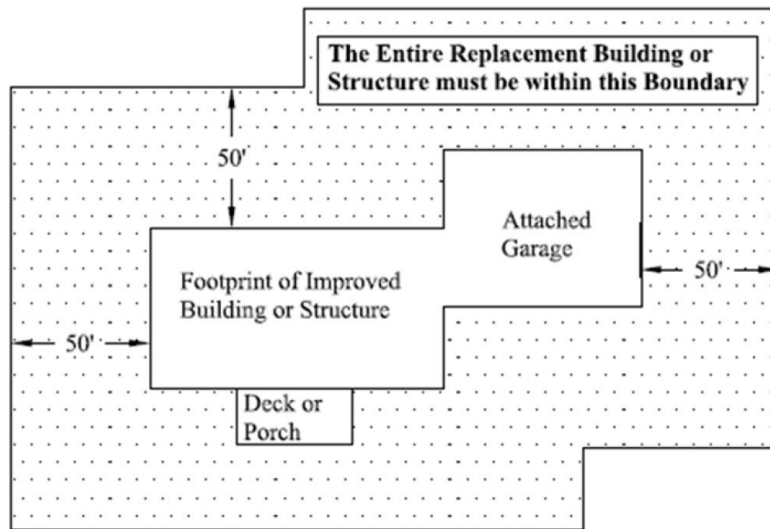 The Entire Replacement Building or
Structure must be within this Boundary
50'
Attached
Garage
50'
Footprint of Improved
Building or Structure
50'
Deck or
Porch